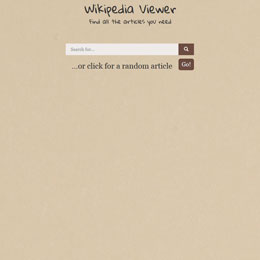 Wikipedia Viewer
Find all the articles you need
Search for...
...or click for a random article
Go!